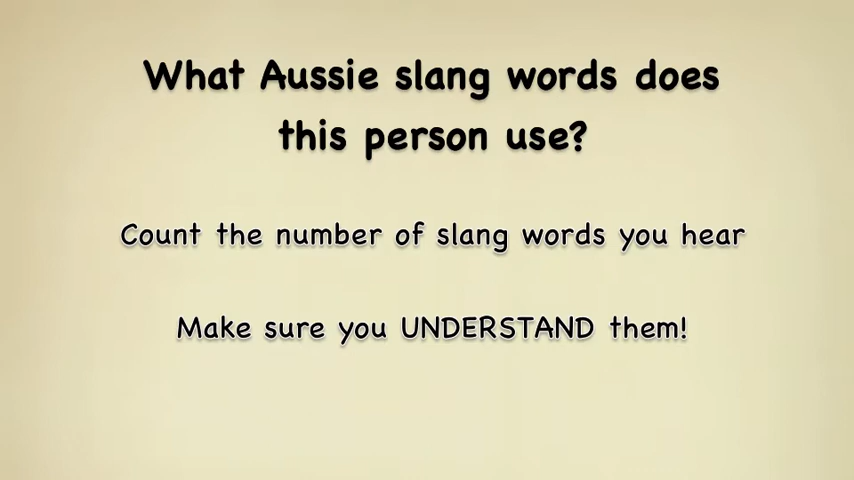 What Aussie slang words does
this person use?
Count the number of slang words you hear
Make sure you UNDERSTAND them!